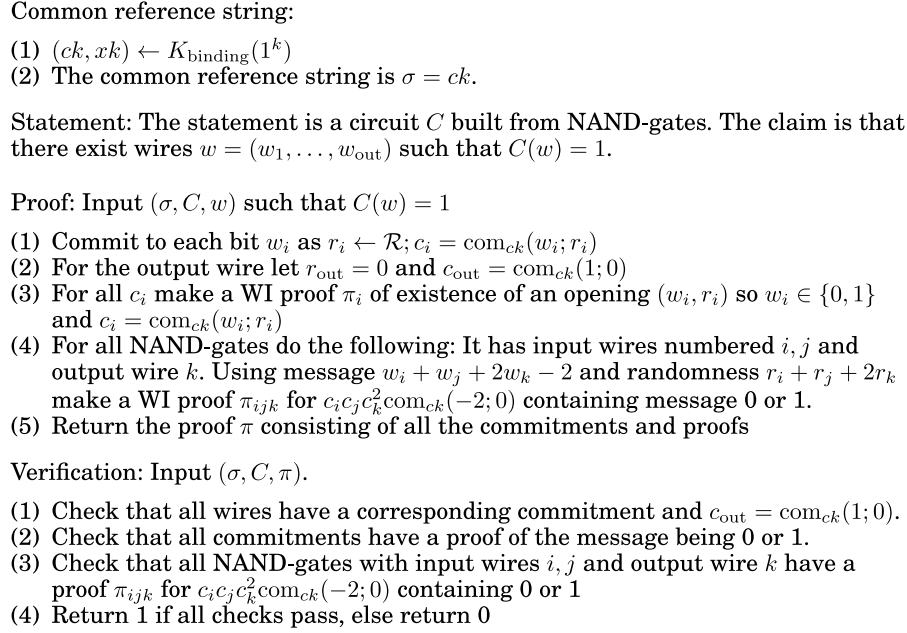 Common reference string:
(1) (ck, xk) ← K_binding(1^k)
(2) The common reference string is σ = ck.
Statement: The statement is a circuit C built from NAND-gates. The claim is that
there exist wires w = (w_1, . . . , w_out) such that C(w) = 1.
Proof: Input (σ, C, w) such that C(w) = 1
(1) Commit to each bit w_i as r_i ← R; c_i = com_ck(w_i; r_i)
(2) For the output wire let r_out = 0 and c_out = com_ck(1; 0)
(3) For all c_i make a WI proof π_i of existence of an opening (w_i, r_i) so w_i ∈ {0, 1}
and c_i = com_ck(w_i; r_i)
(4) For all NAND-gates do the following: It has input wires numbered i, j and
output wire k. Using message w_i + w_j + 2w_k − 2 and randomness r_i + r_j + 2r_k
make a WI proof π_ijk for c_i c_j c_k^2 com_ck(−2; 0) containing message 0 or 1.
(5) Return the proof π consisting of all the commitments and proofs
Verification: Input (σ, C, π).
(1) Check that all wires have a corresponding commitment and c_out = com_ck(1; 0).
(2) Check that all commitments have a proof of the message being 0 or 1.
(3) Check that all NAND-gates with input wires i, j and output wire k have a
proof π_ijk for c_i c_j c_k^2 com_ck(−2; 0) containing 0 or 1
(4) Return 1 if all checks pass, else return 0